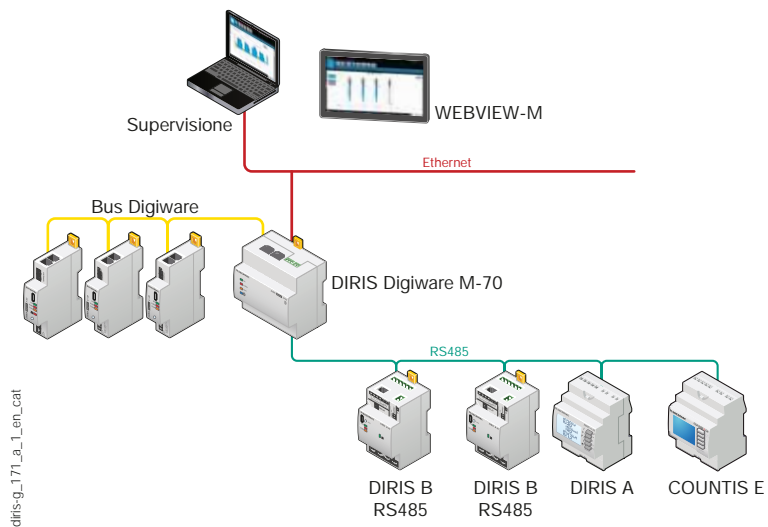 Supervisione
WEBVIEW-M
Ethernet
Bus Digiware
DIRIS Digiware M-70
RS485
DIRIS B
RS485
DIRIS B
RS485
DIRIS A
COUNTIS E
diris-g_171_a_1_en_cat